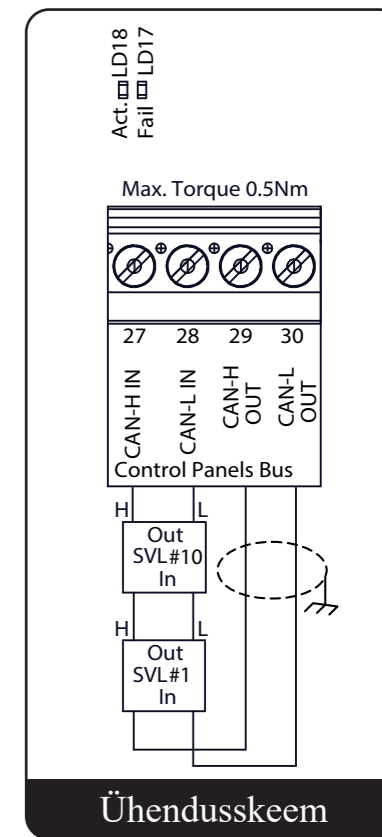 Act. LD18
Fail LD17
Max. Torque 0.5Nm
27 28 29 30
CAN-H IN
CAN-L IN
CAN-H
OUT
CAN-L
OUT
Control Panels Bus
H L
Out
SVL#10
In
H L
Out
SVL#1
In
Ühendusskeem